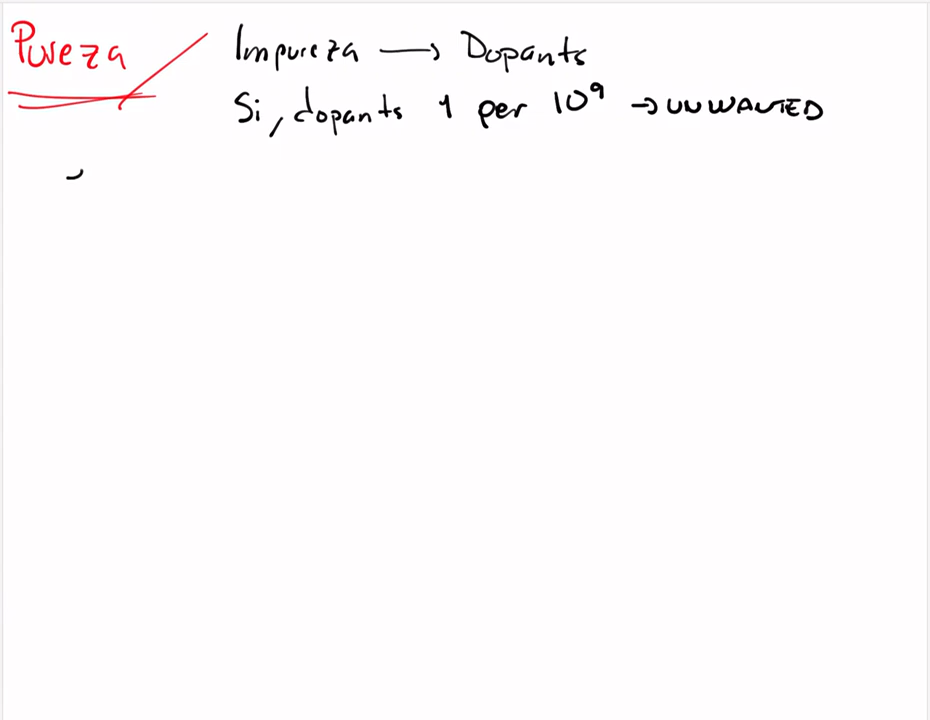 Pureza
Impureza → Dopants
Si, dopants 1 per 10⁹ → UNWANTED